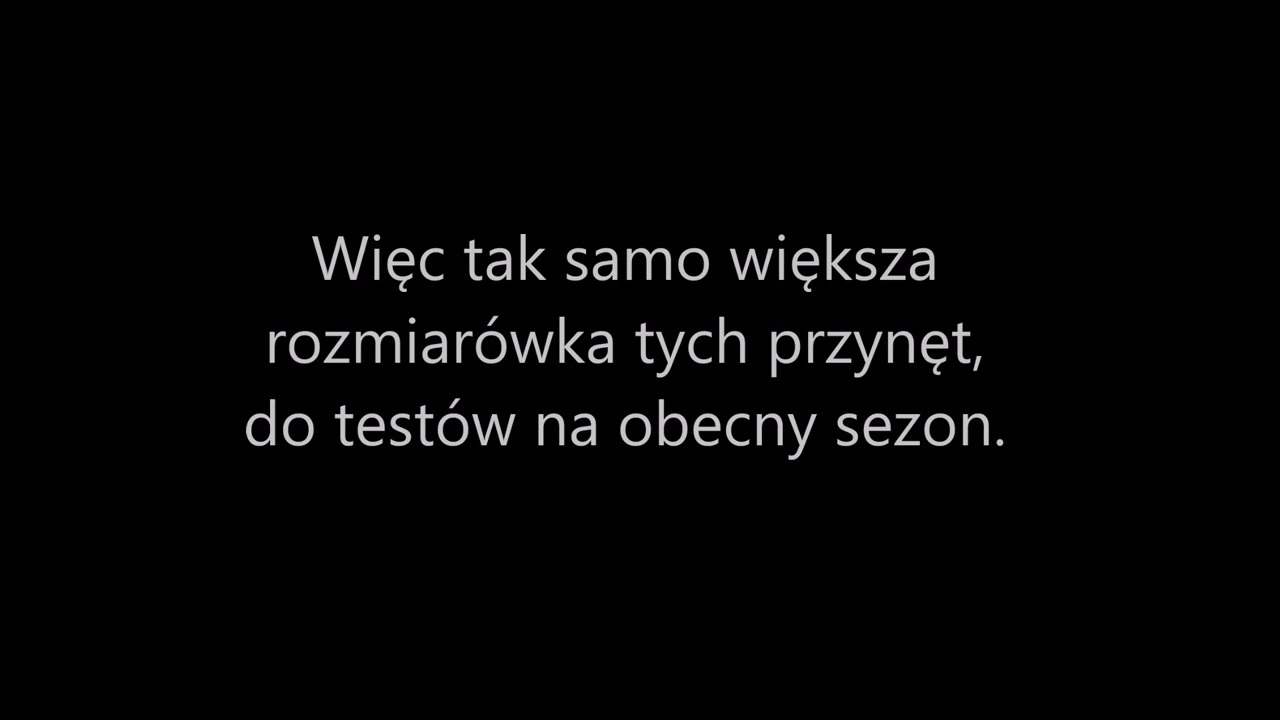 Więc tak samo większa
rozmiarówka tych przynęt,
do testów na obecny sezon.